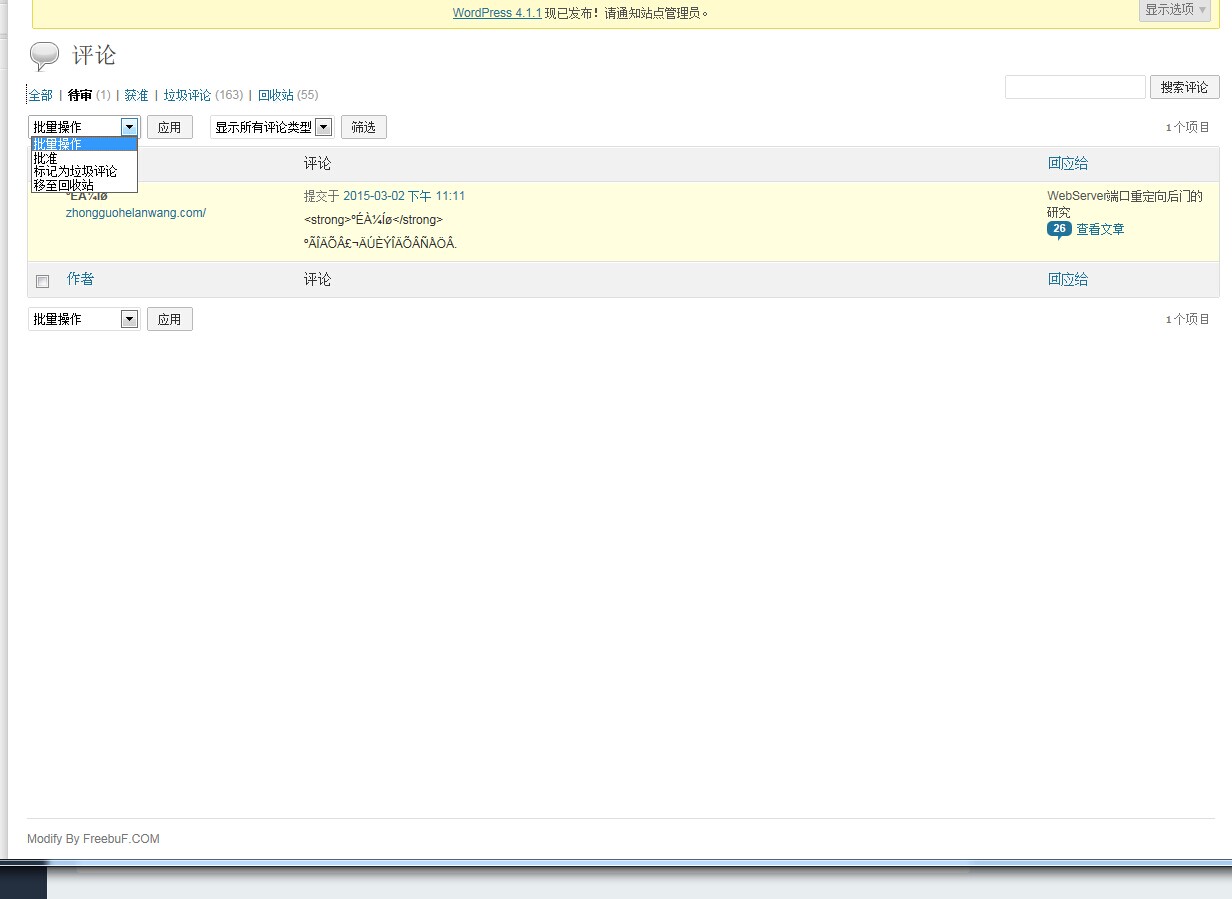 WordPress 4.1.1 现已发布！请通知站点管理员。
显示选项
评论
全部 | 待审 (1) | 获准 | 垃圾评论 (163) | 回收站 (55)
搜索评论
批量操作 应用 显示所有评论类型 筛选 1 个项目
批量操作
批准
标记为垃圾评论
移至回收站
评论 回应给
ºÉÀ¼Íø
zhongguohelanwang.com/
提交于 2015-03-02 下午 11:11
<strong>ºÉÀ¼Íø</strong>
ºÃÎÄÕÂ£¬ÄÚÈÝÎÄÕÂÑÅÖÂ.
WebServer端口重定向后门的
研究
26 查看文章
作者 评论 回应给
批量操作 应用 1 个项目
Modify By FreebuF.COM